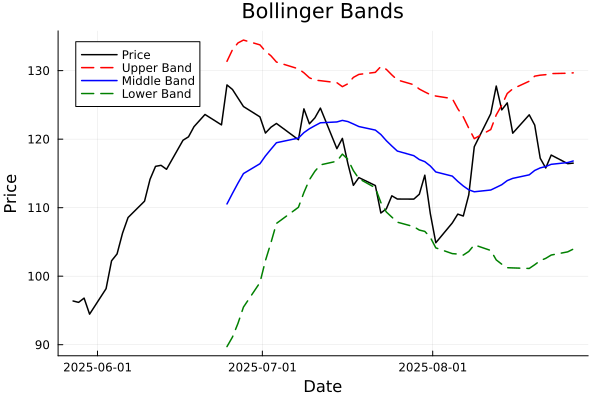 Bollinger Bands
Price
Upper Band
Middle Band
Lower Band
Price
130
120
110
100
90
2025-06-01
2025-07-01
2025-08-01
Date